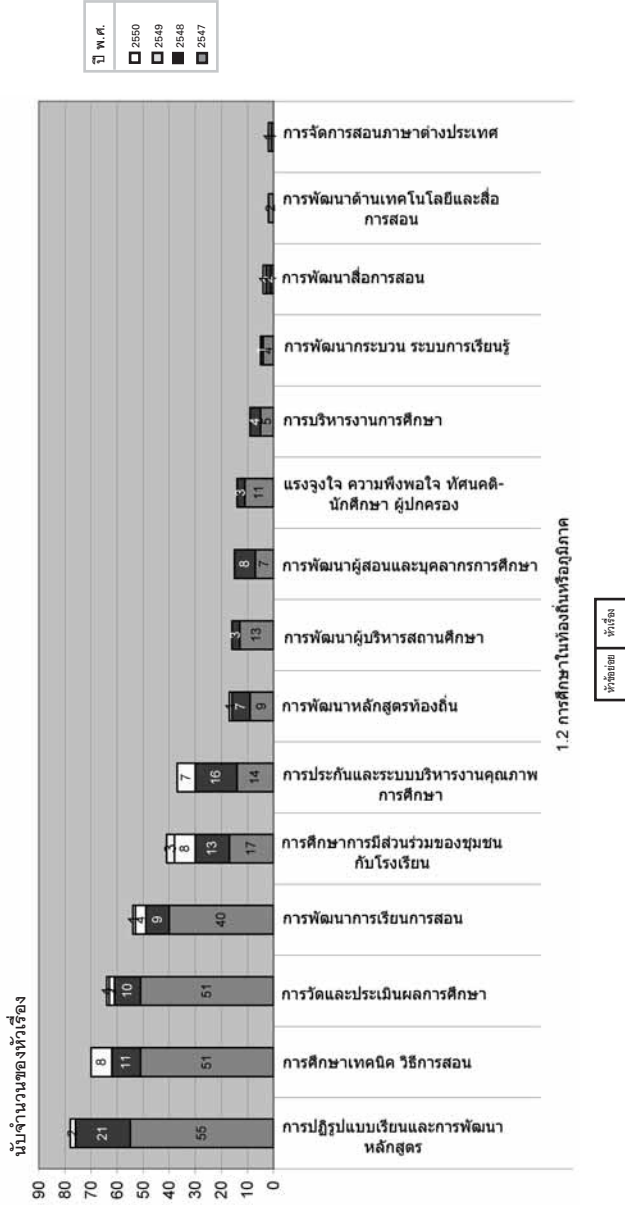 นับจำนวนของหัวเรื่อง
90
80
70
60
50
40
30
20
10
0
55
21
2
51
11
8
51
10
2
1
40
9
4
1
17
13
8
3
14
16
7
9
7
1
13
3
7
8
11
3
5
4
4
1
2
1
2
1
1
การปฏิรูปแบบเรียนและการพัฒนา
หลักสูตร
การศึกษาเทคนิค วิธีการสอน
การวัดและประเมินผลการศึกษา
การพัฒนาการเรียนการสอน
การศึกษาการมีส่วนร่วมของชุมชน
กับโรงเรียน
การประกันและระบบบริหารงานคุณภาพ
การศึกษา
การพัฒนาหลักสูตรท้องถิ่น
การพัฒนาผู้บริหารสถานศึกษา
การพัฒนาผู้สอนและบุคลากรการศึกษา
แรงจูงใจ ความพึงพอใจ ทัศนคติ-
นักศึกษา ผู้ปกครอง
การบริหารงานการศึกษา
การพัฒนากระบวน ระบบการเรียนรู้
การพัฒนาสื่อการสอน
การพัฒนาด้านเทคโนโลยีและสื่อ
การสอน
การจัดการสอนภาษาต่างประเทศ
1.2 การศึกษาในท้องถิ่นหรือภูมิภาค
หัวข้อย่อย หัวเรื่อง
ปี พ.ศ.
2550
2549
2548
2547